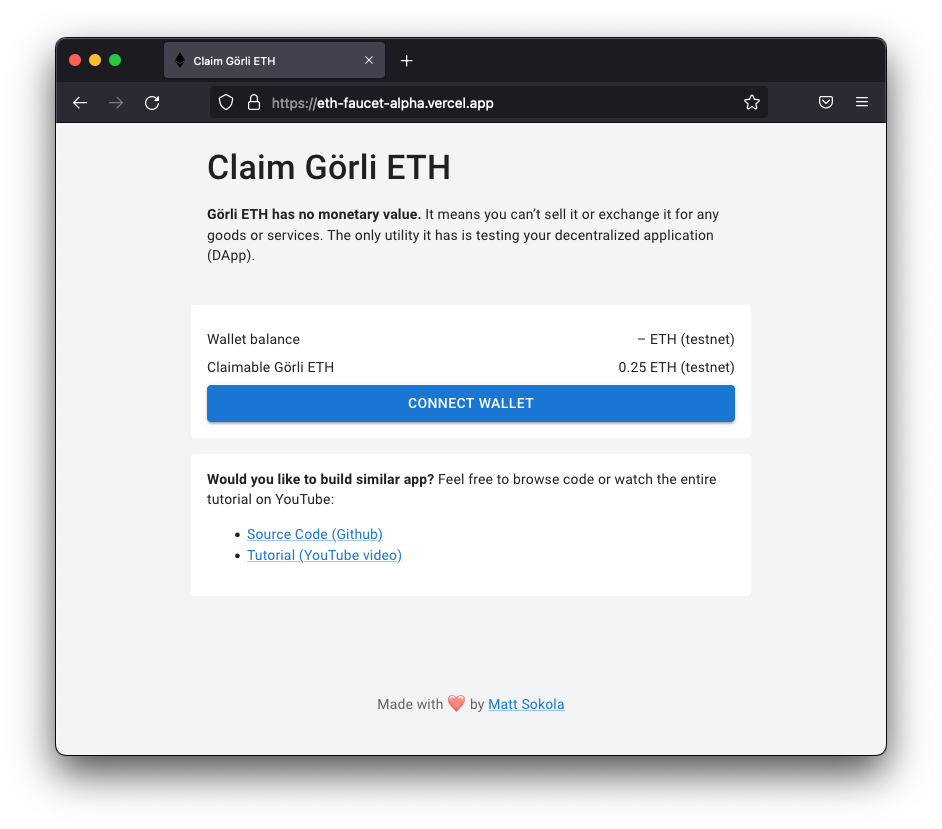 Claim Görli ETH
https://eth-faucet-alpha.vercel.app
Claim Görli ETH
Görli ETH has no monetary value. It means you can’t sell it or exchange it for any
goods or services. The only utility it has is testing your decentralized application
(DApp).
Wallet balance – ETH (testnet)
Claimable Görli ETH 0.25 ETH (testnet)
CONNECT WALLET
Would you like to build similar app? Feel free to browse code or watch the entire
tutorial on YouTube:
• Source Code (Github)
• Tutorial (YouTube video)
Made with ❤️ by Matt Sokola